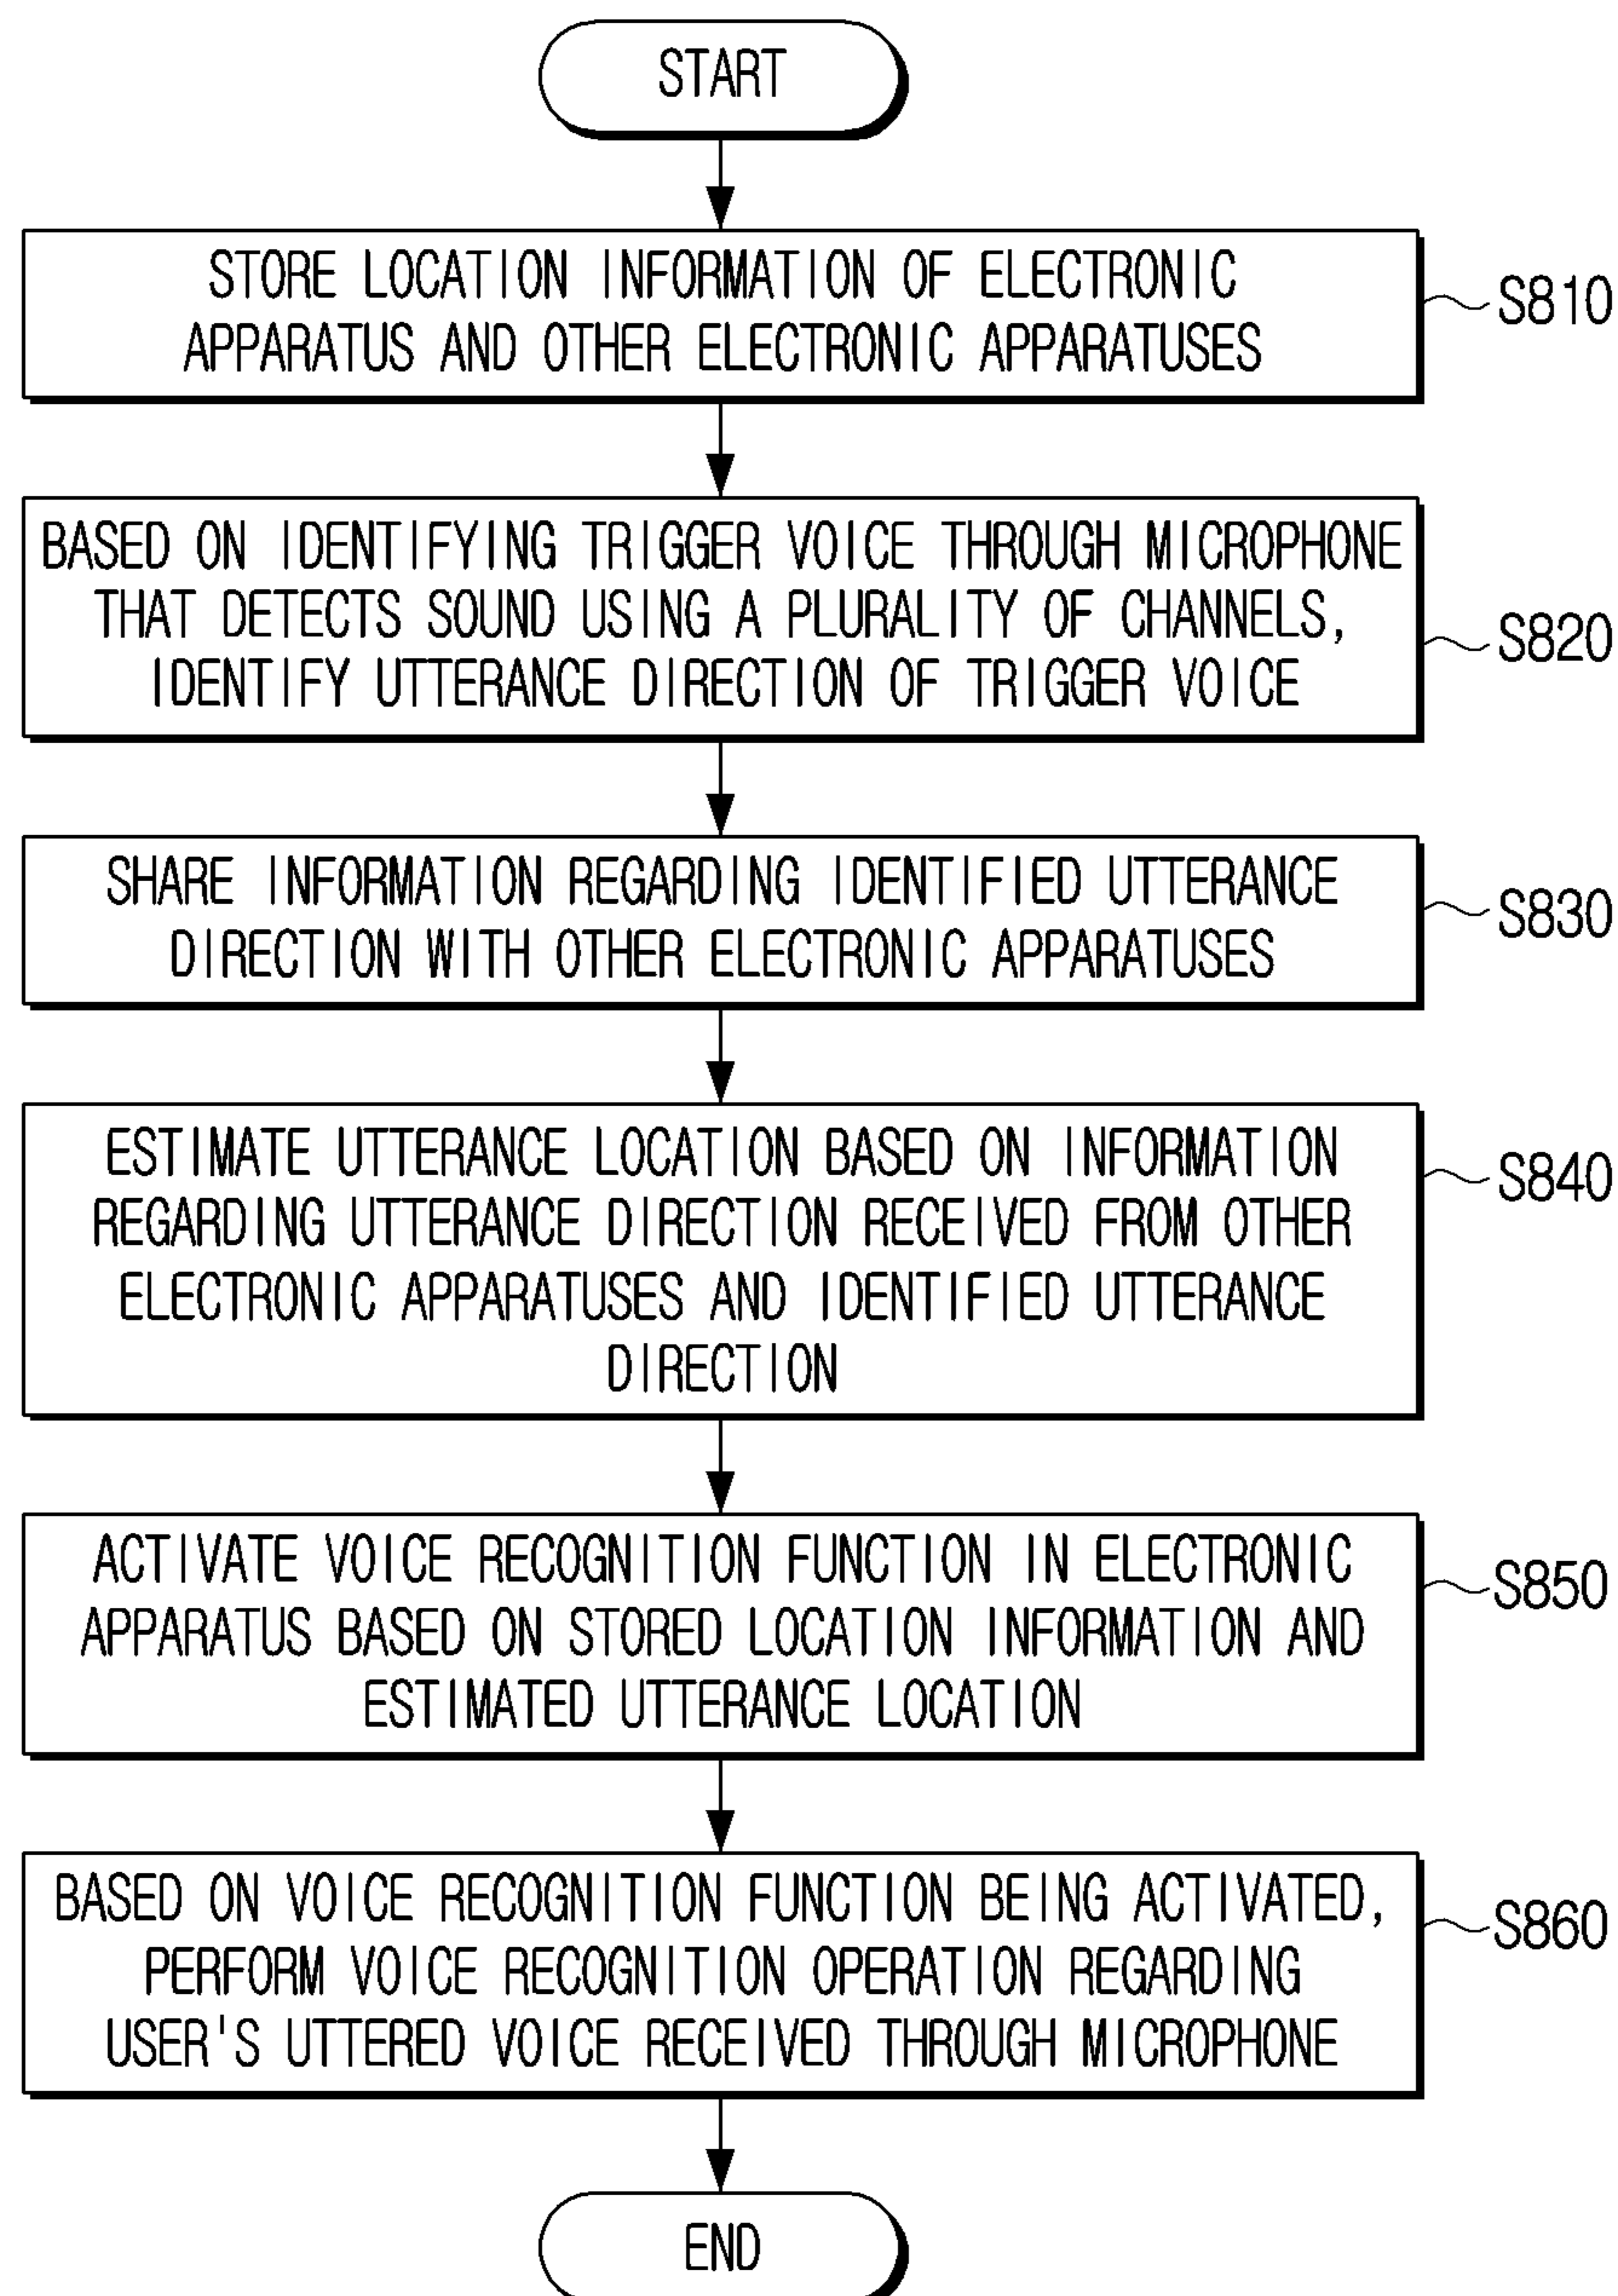 START
STORE LOCATION INFORMATION OF ELECTRONIC
APPARATUS AND OTHER ELECTRONIC APPARATUSES
S810
BASED ON IDENTIFYING TRIGGER VOICE THROUGH MICROPHONE
THAT DETECTS SOUND USING A PLURALITY OF CHANNELS,
IDENTIFY UTTERANCE DIRECTION OF TRIGGER VOICE
S820
SHARE INFORMATION REGARDING IDENTIFIED UTTERANCE
DIRECTION WITH OTHER ELECTRONIC APPARATUSES
S830
ESTIMATE UTTERANCE LOCATION BASED ON INFORMATION
REGARDING UTTERANCE DIRECTION RECEIVED FROM OTHER
ELECTRONIC APPARATUSES AND IDENTIFIED UTTERANCE
DIRECTION
S840
ACTIVATE VOICE RECOGNITION FUNCTION IN ELECTRONIC
APPARATUS BASED ON STORED LOCATION INFORMATION AND
ESTIMATED UTTERANCE LOCATION
S850
BASED ON VOICE RECOGNITION FUNCTION BEING ACTIVATED,
PERFORM VOICE RECOGNITION OPERATION REGARDING
USER'S UTTERED VOICE RECEIVED THROUGH MICROPHONE
S860
END